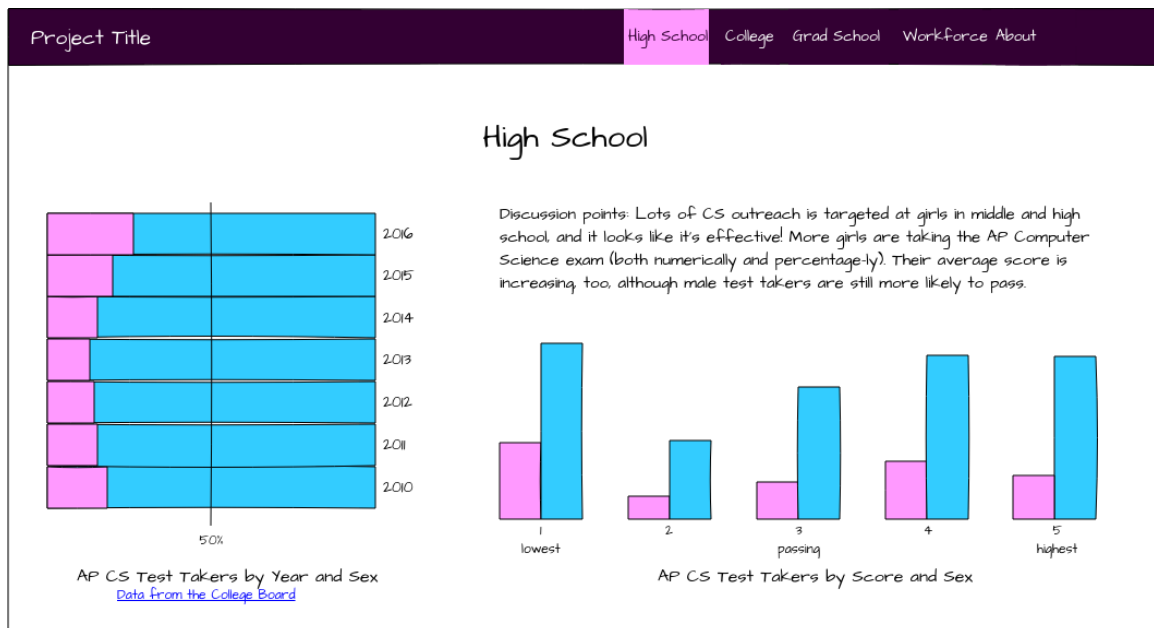 Project Title
High School College Grad School Workforce About
High School
2016
2015
2014
2013
2012
2011
2010
50%
AP CS Test Takers by Year and Sex
Data from the College Board
Discussion points: Lots of CS outreach is targeted at girls in middle and high
school, and it looks like it's effective! More girls are taking the AP Computer
Science exam (both numerically and percentage-ly). Their average score is
increasing, too, although male test takers are still more likely to pass.
1 2 3 4 5
lowest passing highest
AP CS Test Takers by Score and Sex